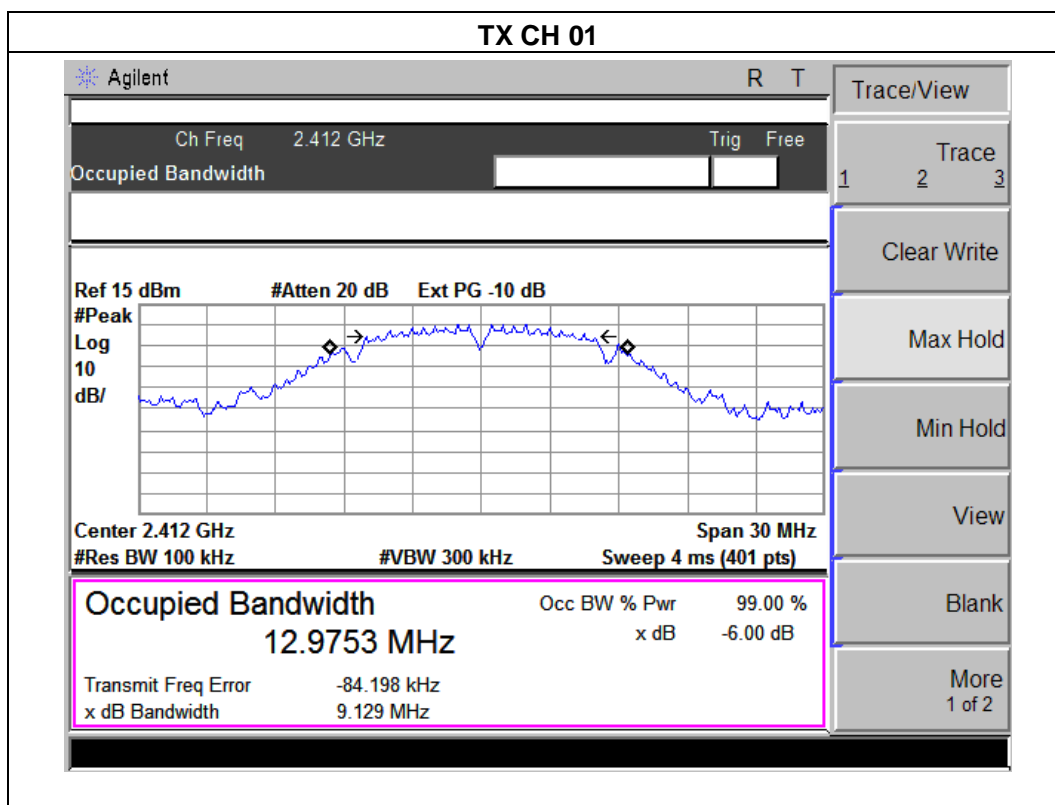 TX CH 01
Agilent R T
Ch Freq 2.412 GHz Trig Free
Occupied Bandwidth
Ref 15 dBm #Atten 20 dB Ext PG -10 dB
#Peak
Log
10
dB/
Center 2.412 GHz Span 30 MHz
#Res BW 100 kHz #VBW 300 kHz Sweep 4 ms (401 pts)
Occupied Bandwidth Occ BW % Pwr 99.00 %
12.9753 MHz x dB -6.00 dB
Transmit Freq Error -84.198 kHz
x dB Bandwidth 9.129 MHz
Trace/View
Trace
1 2 3
Clear Write
Max Hold
Min Hold
View
Blank
More
1 of 2